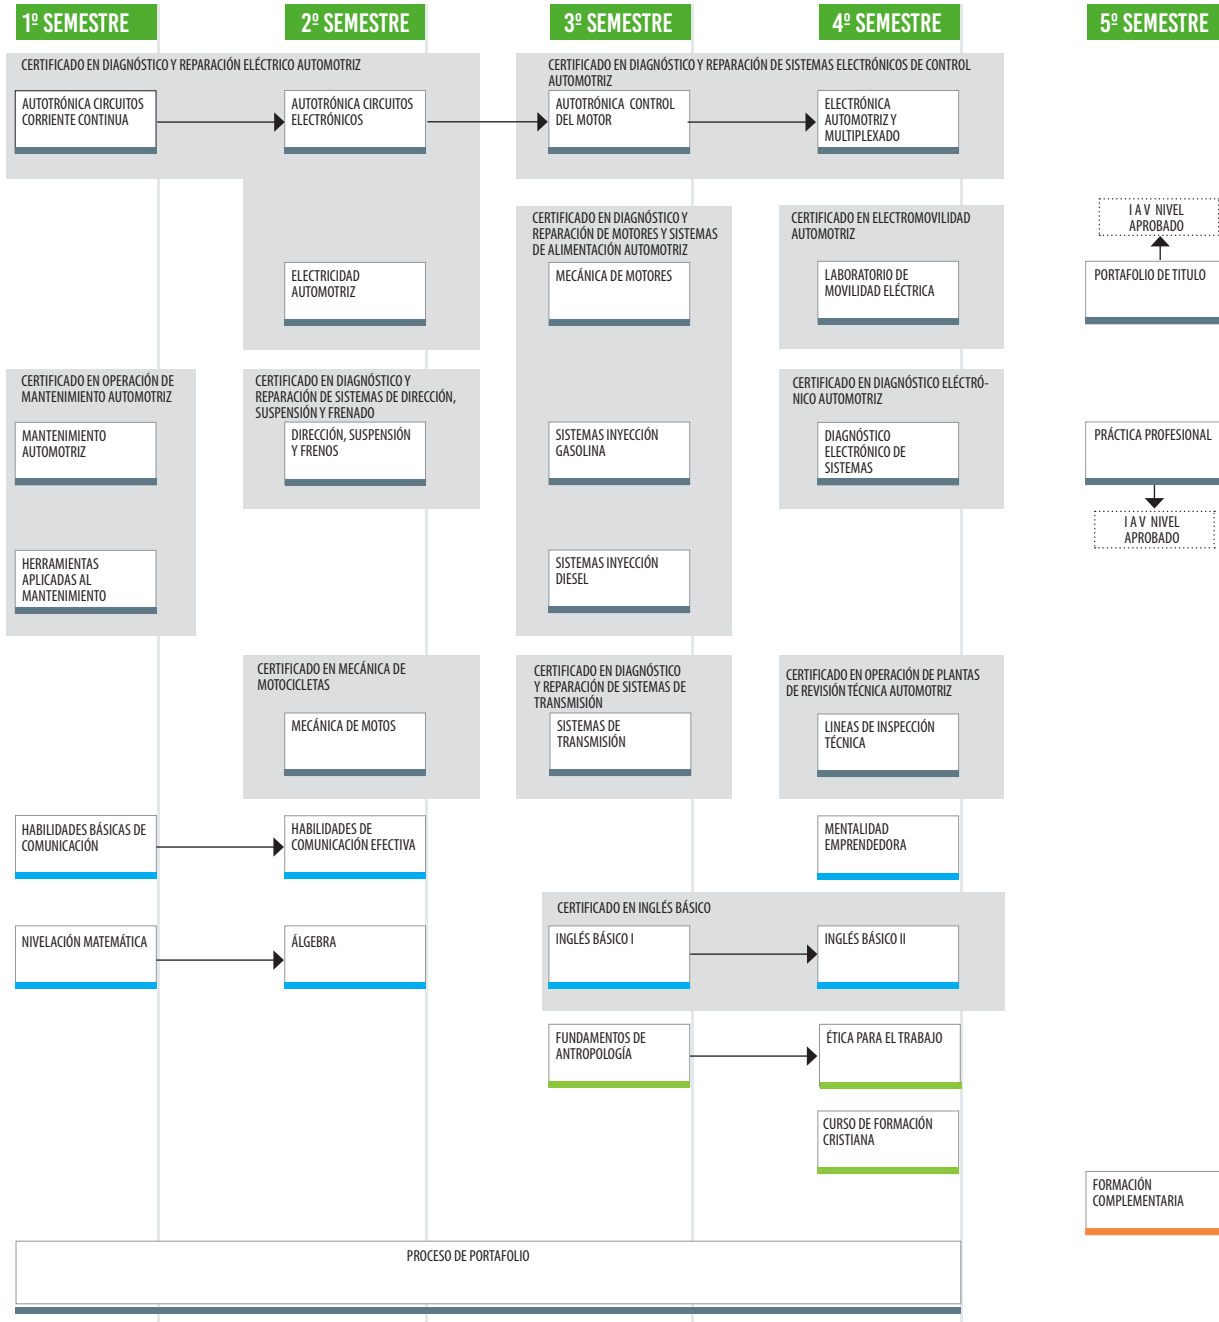 1º SEMESTRE
2º SEMESTRE
3º SEMESTRE
4º SEMESTRE
5º SEMESTRE
CERTIFICADO EN DIAGNÓSTICO Y REPARACIÓN ELÉCTRICO AUTOMOTRIZ
CERTIFICADO EN DIAGNÓSTICO Y REPARACIÓN DE SISTEMAS ELECTRÓNICOS DE CONTROL
AUTOMOTRIZ
AUTOTRÓNICA CIRCUITOS
CORRIENTE CONTINUA
AUTOTRÓNICA CIRCUITOS
ELECTRÓNICOS
AUTOTRÓNICA CONTROL
DEL MOTOR
ELECTRÓNICA
AUTOMOTRIZ Y
MULTIPLEXADO
CERTIFICADO EN DIAGNÓSTICO Y
REPARACIÓN DE MOTORES Y SISTEMAS
DE ALIMENTACIÓN AUTOMOTRIZ
CERTIFICADO EN ELECTROMOVILIDAD
AUTOMOTRIZ
I A V NIVEL
APROBADO
ELECTRICIDAD
AUTOMOTRIZ
MECÁNICA DE MOTORES
LABORATORIO DE
MOVILIDAD ELÉCTRICA
PORTAFOLIO DE TITULO
CERTIFICADO EN OPERACIÓN DE
MANTENIMIENTO AUTOMOTRIZ
CERTIFICADO EN DIAGNÓSTICO Y
REPARACIÓN DE SISTEMAS DE DIRECCIÓN,
SUSPENSIÓN Y FRENADO
CERTIFICADO EN DIAGNÓSTICO ELÉCTRÓ-
NICO AUTOMOTRIZ
MANTENIMIENTO
AUTOMOTRIZ
DIRECCIÓN, SUSPENSIÓN
Y FRENOS
SISTEMAS INYECCIÓN
GASOLINA
DIAGNÓSTICO
ELECTRÓNICO DE
SISTEMAS
PRÁCTICA PROFESIONAL
I A V NIVEL
APROBADO
HERRAMIENTAS
APLICADAS AL
MANTENIMIENTO
SISTEMAS INYECCIÓN
DIESEL
CERTIFICADO EN MECÁNICA DE
MOTOCICLETAS
CERTIFICADO EN DIAGNÓSTICO
Y REPARACIÓN DE SISTEMAS DE
TRANSMISIÓN
CERTIFICADO EN OPERACIÓN DE PLANTAS
DE REVISIÓN TÉCNICA AUTOMOTRIZ
MECÁNICA DE MOTOS
SISTEMAS DE
TRANSMISIÓN
LINEAS DE INSPECCIÓN
TÉCNICA
HABILIDADES BÁSICAS DE
COMUNICACIÓN
HABILIDADES DE
COMUNICACIÓN EFECTIVA
MENTALIDAD
EMPRENDEDORA
CERTIFICADO EN INGLÉS BÁSICO
NIVELACIÓN MATEMÁTICA
ÁLGEBRA
INGLÉS BÁSICO I
INGLÉS BÁSICO II
FUNDAMENTOS DE
ANTROPOLOGÍA
ÉTICA PARA EL TRABAJO
CURSO DE FORMACIÓN
CRISTIANA
FORMACIÓN
COMPLEMENTARIA
PROCESO DE PORTAFOLIO